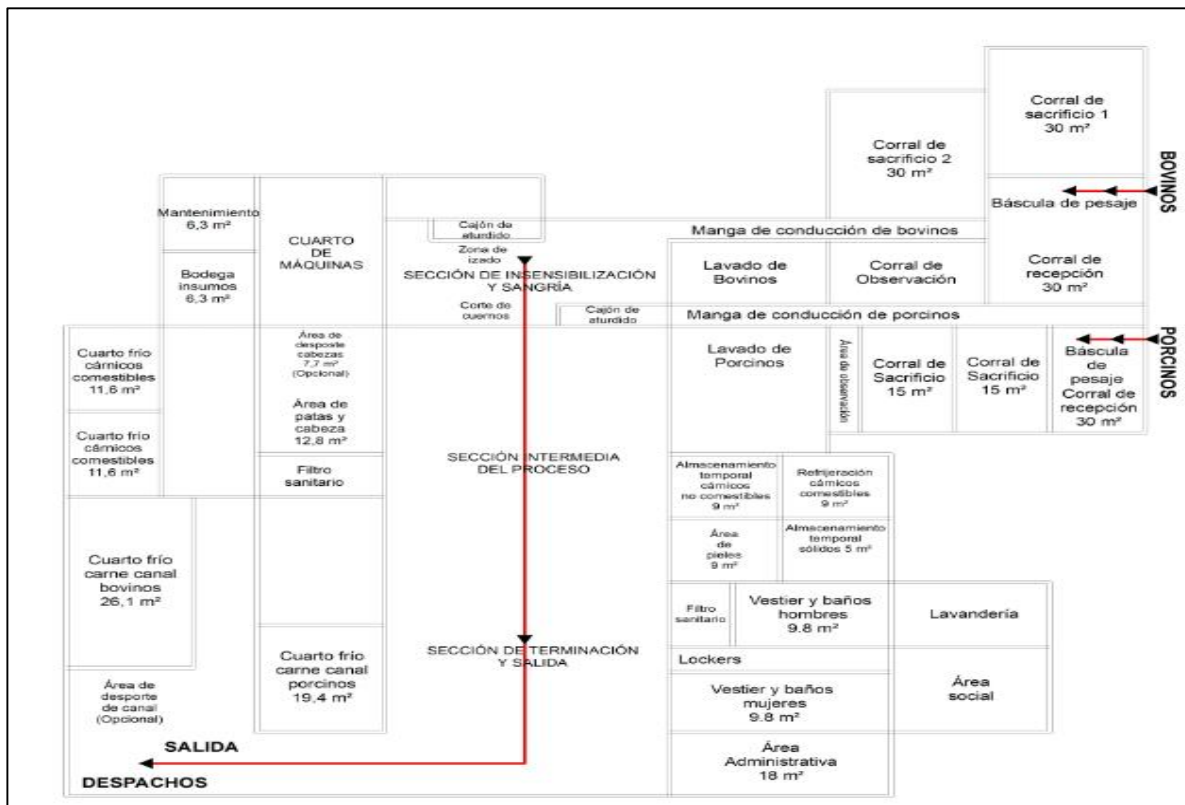 Corral de
sacrificio 1
30 m²
Corral de
sacrificio 2
30 m²
BOVINOS
Báscula de pesaje
Mantenimiento
6,3 m²
CUARTO
DE
MÁQUINAS
Cajón de
aturdido
Manga de conducción de bovinos
Zona de
izado
SECCIÓN DE INSENSIBILIZACIÓN
Y SANGRÍA
Lavado de
Bovinos
Corral de
Observación
Corral de
recepción
30 m²
Bodega
insumos
6,3 m²
Corte de
cuernos
Cajón de
aturdido
Manga de conducción de porcinos
PORCINOS
Cuarto frío
cárnicos
comestibles
11,6 m²
Área de
desposte
cabezas
7,7 m²
(Opcional)
Lavado de
Porcinos
Área de observación
Corral de
Sacrificio
15 m²
Corral de
Sacrificio
15 m²
Báscula
de
pesaje
Corral de
recepción
30 m²
Área de
patas y
cabeza
12,8 m²
Cuarto frío
cárnicos
comestibles
11,6 m²
Filtro
sanitario
SECCIÓN INTERMEDIA
DEL PROCESO
Almacenamiento
temporal
cárnicos
no comestibles
9 m²
Refrijeración
cárnicos
comestibles
9 m²
Área
de
pieles
9 m²
Almacenamiento
temporal
sólidos 5 m²
Cuarto frío
carne canal
bovinos
26,1 m²
Filtro
sanitario
Vestier y baños
hombres
9.8 m²
Lavandería
Cuarto frío
carne canal
porcinos
19,4 m²
SECCIÓN DE TERMINACIÓN
Y SALIDA
Lockers
Área de
desporte
de canal
(Opcional)
Vestier y baños
mujeres
9.8 m²
Área
social
SALIDA
DESPACHOS
Área
Administrativa
18 m²